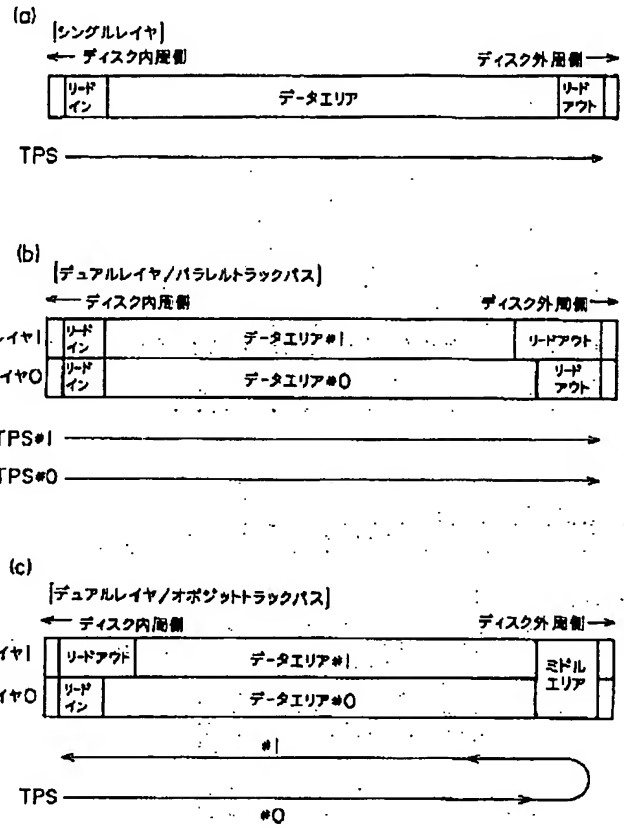 (a)
[シングルレイヤ]
← ディスク内周側 ディスク外周側 →
リード イン データエリア リード アウト
TPS
(b)
[デュアルレイヤ/パラレルトラックパス]
← ディスク内周側 ディスク外周側 →
レイヤ1 リード イン データエリア#1 リードアウト
レイヤ0 リード イン データエリア#0 リード アウト
TPS#1
TPS#0
(c)
[デュアルレイヤ/オポジットトラックパス]
← ディスク内周側 ディスク外周側 →
イヤ1 リードアウト データエリア#1 ミドル エリア
イヤ0 リード イン データエリア#0
#1
TPS
#0